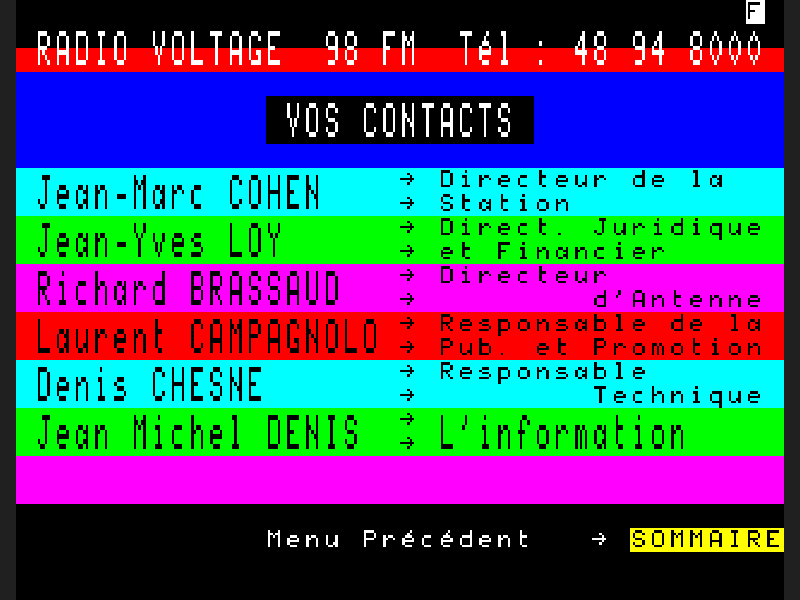 F
RADIO VOLTAGE 98 FM Tél : 48 94 8000
VOS CONTACTS
Jean-Marc COHEN → Directeur de la
→ Station
Jean-Yves LOY → Direct. Juridique
→ et Financier
Richard BRASSAUD → Directeur
→ d'Antenne
Laurent CAMPAGNOLO → Responsable de la
→ Pub. et Promotion
Denis CHESNE → Responsable
→ Technique
Jean Michel DENIS → L'information
→
Menu Précédent → SOMMAIRE